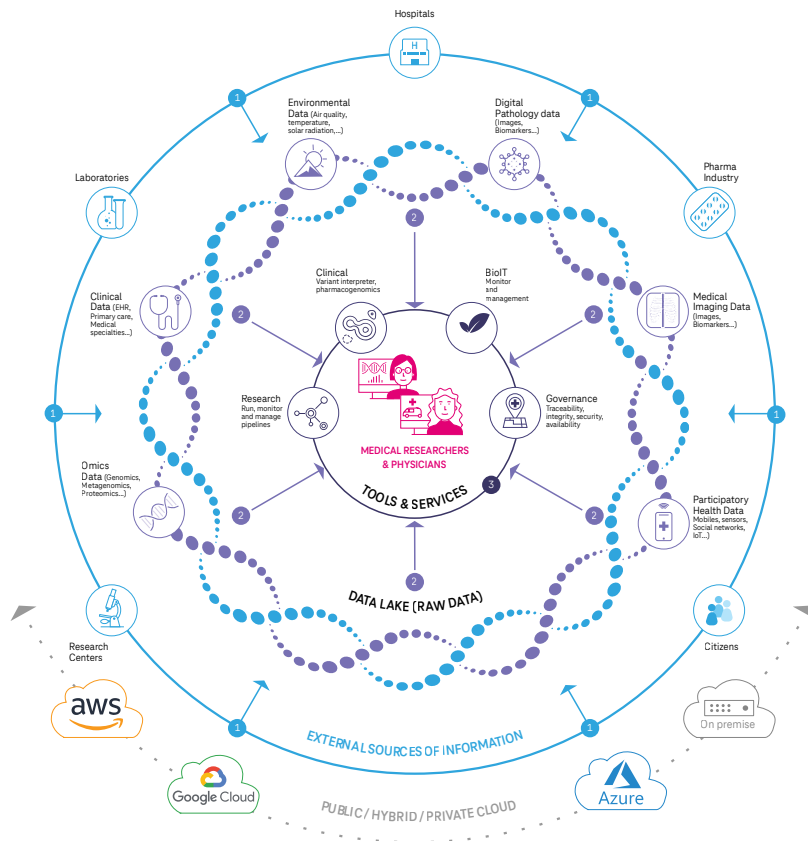 Hospitals
H
1
1
Environmental
Data (Air quality,
temperature,
solar radiation,...)
Digital
Pathology data
(Images,
Biomarkers...)
Laboratories
Pharma
Industry
2
Clinical
Variant interpreter,
pharmacogenomics
BioIT
Monitor
and
management
Clinical
Data (EHR,
Primary care,
Medical
specialties...)
Medical
Imaging Data
(Images,
Biomarkers...)
2
2
Research
Run, monitor
and manage
pipelines
Governance
Traceability,
integrity, security,
availability
1
1
MEDICAL RESEARCHERS
& PHYSICIANS
Omics
Data (Genomics,
Metagenomics,
Proteomics...)
TOOLS & SERVICES
3
Participatory
Health Data
Mobiles, sensors,
Social networks,
IoT...)
2
2
2
DATA LAKE (RAW DATA)
Research
Centers
Citizens
aws
On premise
1
1
EXTERNAL SOURCES OF INFORMATION
Google Cloud
Azure
PUBLIC / HYBRID / PRIVATE CLOUD